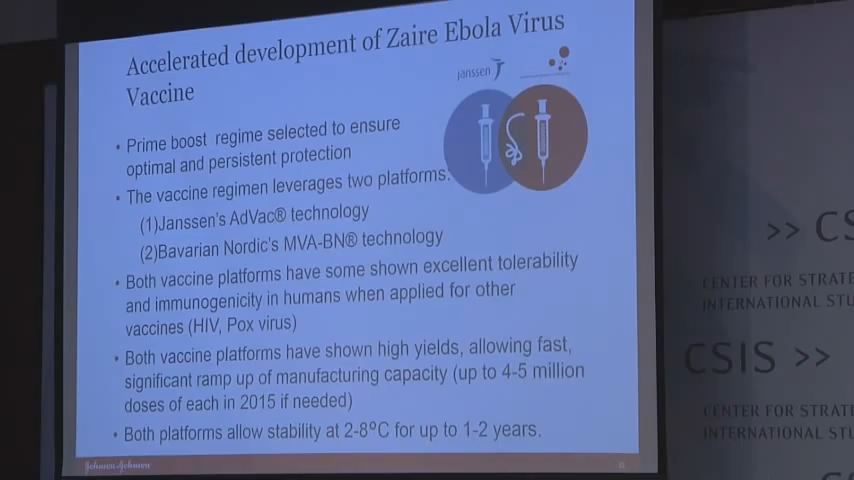 Accelerated development of Zaire Ebola Virus
Vaccine
janssen
• Prime boost regime selected to ensure
optimal and persistent protection
• The vaccine regimen leverages two platforms:
(1)Janssen's AdVac® technology
(2)Bavarian Nordic's MVA-BN® technology
• Both vaccine platforms have some shown excellent tolerability
and immunogenicity in humans when applied for other
vaccines (HIV, Pox virus)
• Both vaccine platforms have shown high yields, allowing fast,
significant ramp up of manufacturing capacity (up to 4-5 million
doses of each in 2015 if needed)
• Both platforms allow stability at 2-8ºC for up to 1-2 years.
Johnson & Johnson
>> CS
CENTER FOR STRATE
INTERNATIONAL STU
CSIS >>
CENTER FOR STRATE
INTERNATIONAL STU